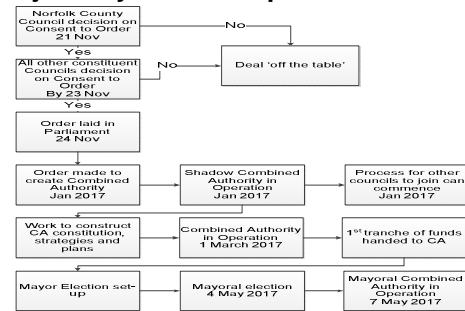 Norfolk County
Council decision on
Consent to Order
21 Nov
No
Yes
All other constituent
Councils decision
on Consent to
Order
By 23 Nov
No
Deal 'off the table'
Yes
Order laid in
Parliament
24 Nov
Order made to
create Combined
Authority
Jan 2017
Shadow Combined
Authority in
Operation
Jan 2017
Process for other
councils to join can
commence
Jan 2017
Work to construct
CA constitution,
strategies and
plans
Combined Authority
in Operation
1 March 2017
1st tranche of funds
handed to CA
Mayor Election set-
up
Mayoral election
4 May 2017
Mayoral Combined
Authority in
Operation
7 May 2017